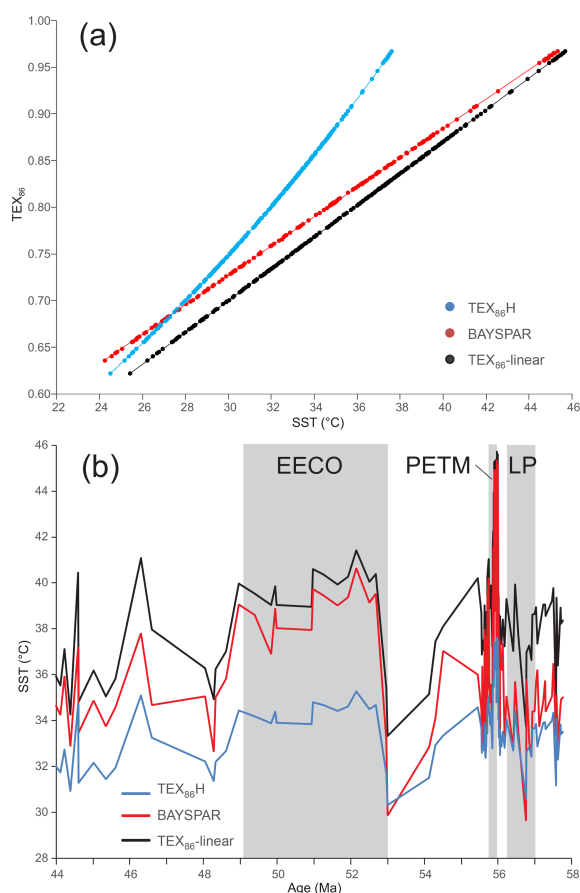 (a)
TEX86
1.00
0.95
0.90
0.85
0.80
0.75
0.70
0.65
0.60
TEX86H
BAYSPAR
TEX86-linear
22 24 26 28 30 32 34 36 38 40 42 44 46
SST (°C)
(b)
EECO
PETM
LP
SST (°C)
46
44
42
40
38
36
34
32
30
28
TEX86H
BAYSPAR
TEX86-linear
44 46 48 50 52 54 56 58
Age (Ma)